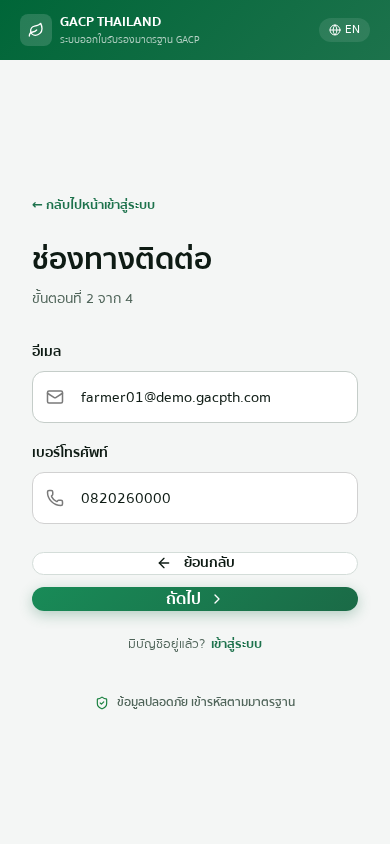 GACP THAILAND
ระบบออกใบรับรองมาตรฐาน GACP
EN
← กลับไปหน้าเข้าสู่ระบบ
ช่องทางติดต่อ
ขั้นตอนที่ 2 จาก 4
อีเมล
farmer01@demo.gacpth.com
เบอร์โทรศัพท์
0820260000
← ย้อนกลับ
ถัดไป >
มีบัญชีอยู่แล้ว? เข้าสู่ระบบ
ข้อมูลปลอดภัย เข้ารหัสตามมาตรฐาน